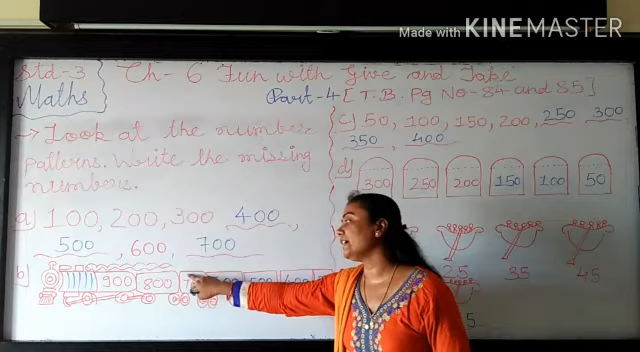 Made with KINEMASTER
Std-3
Maths
Ch-6 Fun with Give and Take
Part-4 [T.B. Pg No-84 and 85]
→ Look at the number
patterns. Write the missing
numbers.
a) 100, 200, 300, 400,
500, 600, 700
b) 900 800
c) 50, 100, 150, 200, 250 300
350, 400
d)
300 250 200 150 100 50
25 35 45